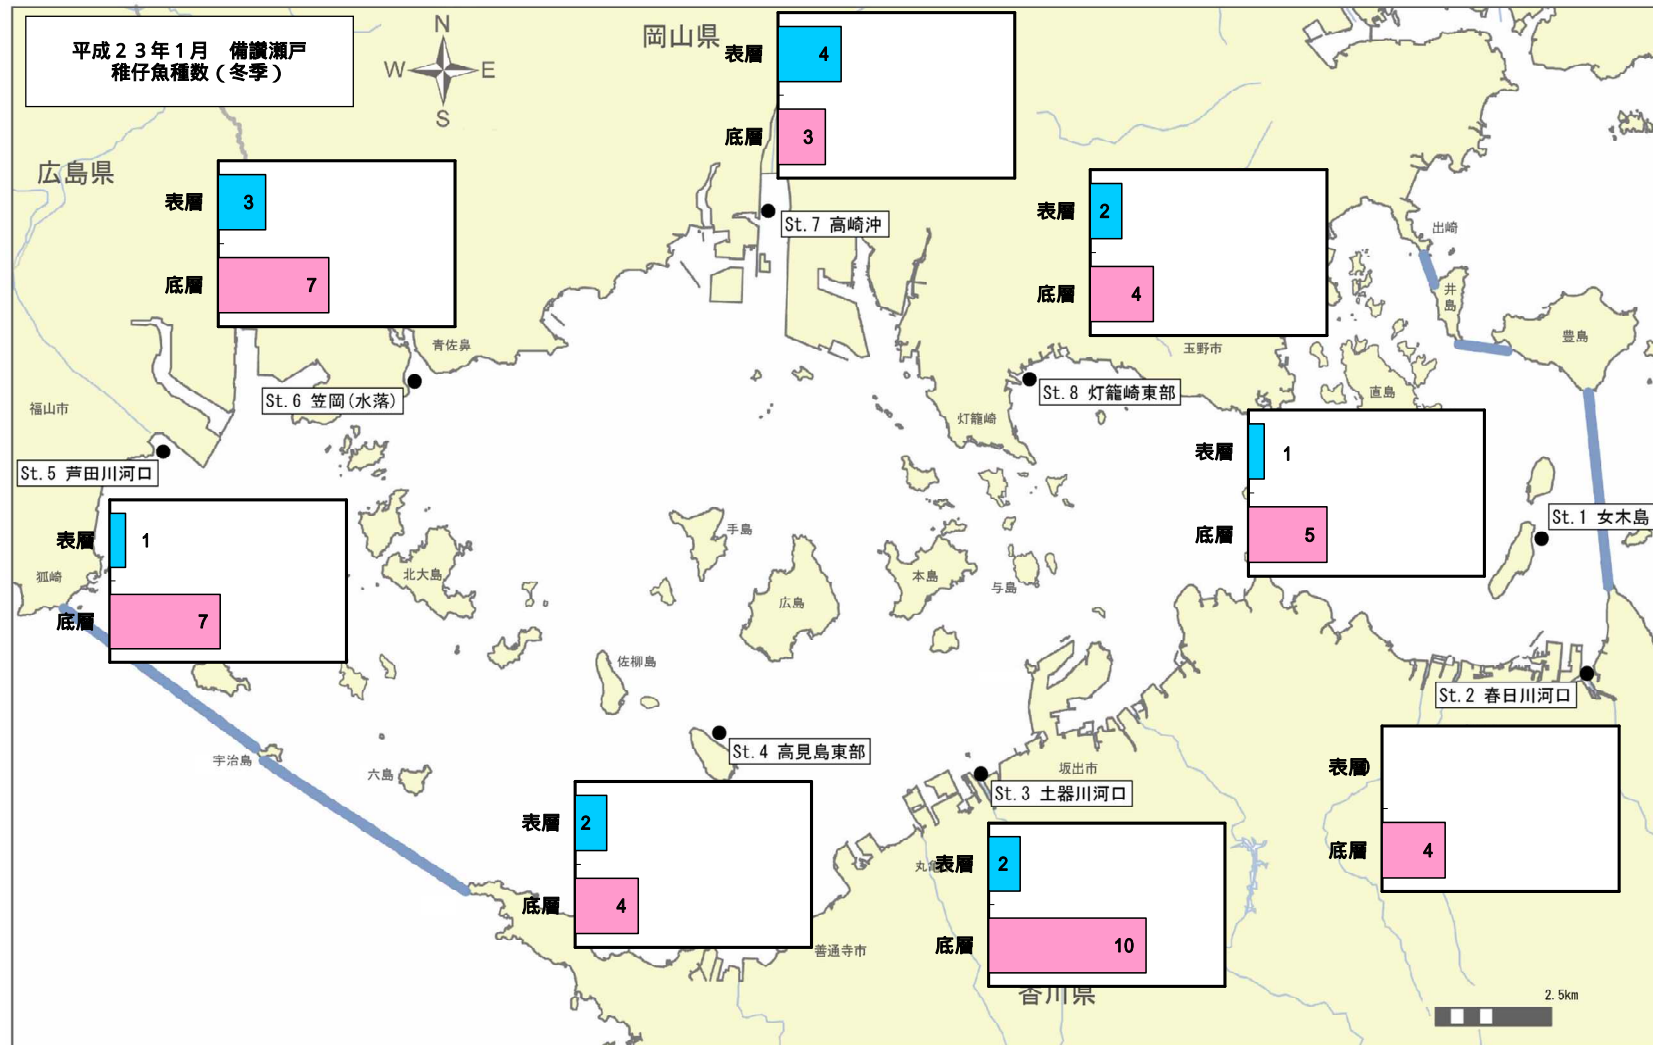 平成２３年１月　備讃瀬戸
稚仔魚種数（冬季）
N
W
E
S
岡山県
広島県
香川県
表層
4
底層
3
St.7 高崎沖
表層
3
底層
7
St.6 笠岡(水落)
青佐鼻
福山市
St.5 芦田川河口
表層
1
底層
7
狐崎
表層
2
底層
4
玉野市
St.8 灯籠崎東部
灯籠崎
出崎
井島
豊島
直島
表層
1
底層
5
St.1 女木島
St.2 春日川河口
表層
0
底層
4
手島
北大島
広島
本島
与島
佐柳島
宇治島
六島
St.4 高見島東部
表層
2
底層
4
坂出市
St.3 土器川河口
丸亀
表層
2
底層
10
善通寺市
2.5km